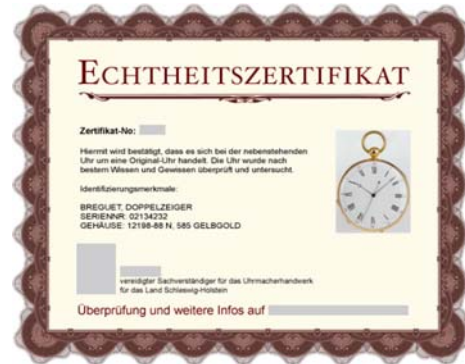 ECHTHEITSZERTIFIKAT
Zertifikat-No:
Hiermit wird bestätigt, dass es sich bei der nebenstehenden
Uhr um eine Original-Uhr handelt. Die Uhr wurde nach
bestem Wissen und Gewissen überprüft und untersucht.
Identifizierungsmerkmale:
BREGUET, DOPPELZEIGER
SERIENNR: 02134232
GEHÄUSE: 12198-88 N, 585 GELBGOLD
vereidigter Sachverständiger für das Uhrmacherhandwerk
für das Land Schleswig-Holstein
Überprüfung und weitere Infos auf